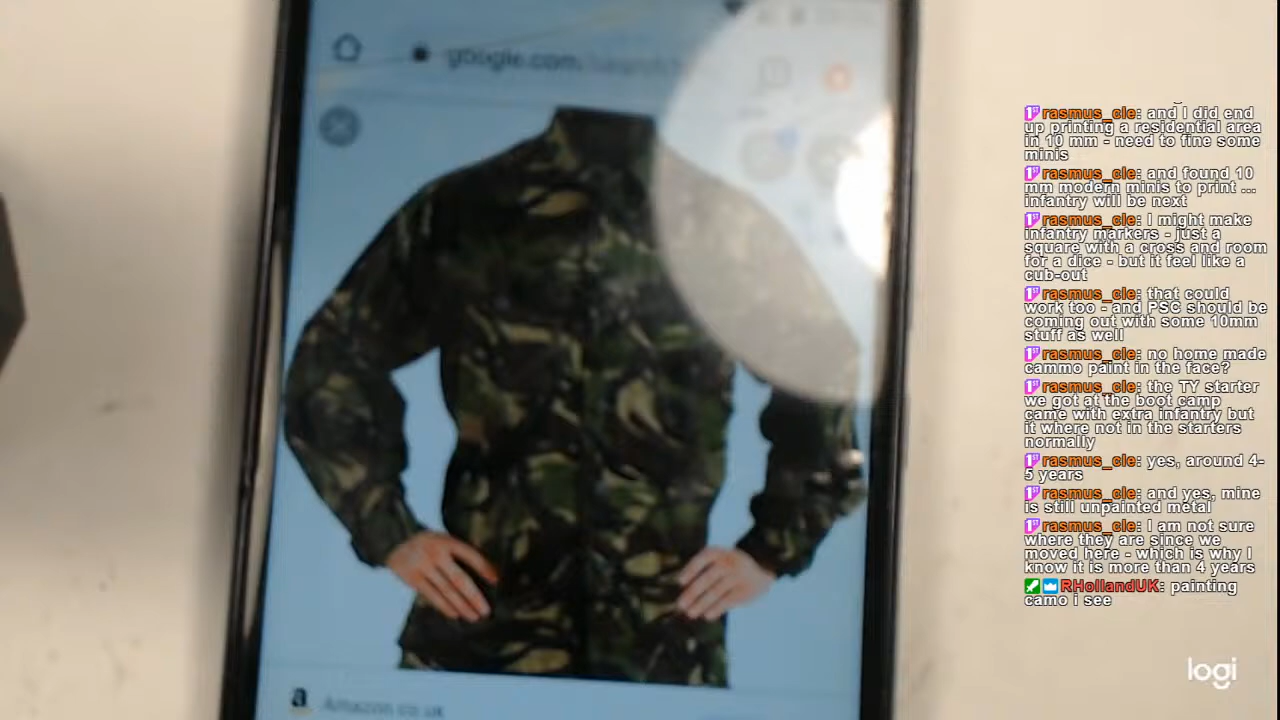 google.com/search?
Amazon.co.uk
rasmus_cle: and I did end
up printing a residential area
in 10 mm - need to fine some
minis
rasmus_cle: and found 10
mm modern minis to print ...
infantry will be next
rasmus_cle: I might make
infantry markers - just a
square with a cross and room
for a dice - but it feel like a
cub-out
rasmus_cle: that could
work too - and PSC should be
coming out with some 10mm
stuff as well
rasmus_cle: no home made
cammo paint in the face?
rasmus_cle: the TY starter
we got at the boot camp
came with extra infantry but
it where not in the starters
normally
rasmus_cle: yes, around 4-
5 years
rasmus_cle: and yes, mine
is still unpainted metal
rasmus_cle: I am not sure
where they are since we
moved here - which is why I
know it is more than 4 years
RHollandUK: painting
camo i see
logi